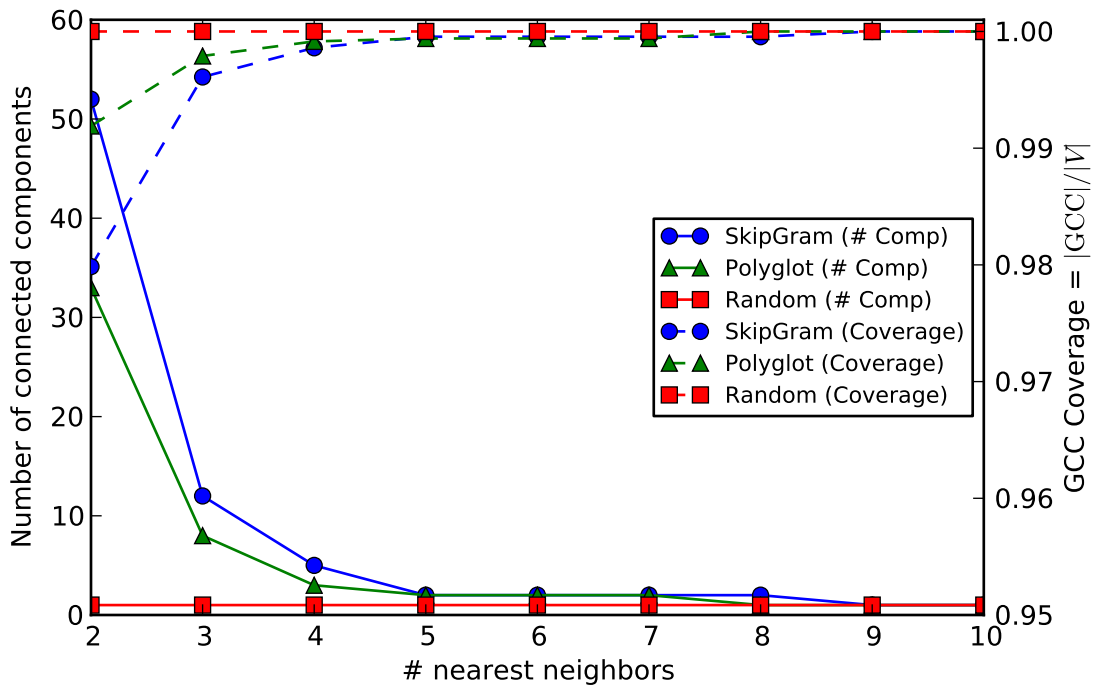 60
50
40
30
20
10
0
Number of connected components
2 3 4 5 6 7 8 9 10
# nearest neighbors
1.00
0.99
0.98
0.97
0.96
0.95
GCC Coverage = |GCC|/|V|
SkipGram (# Comp)
Polyglot (# Comp)
Random (# Comp)
SkipGram (Coverage)
Polyglot (Coverage)
Random (Coverage)